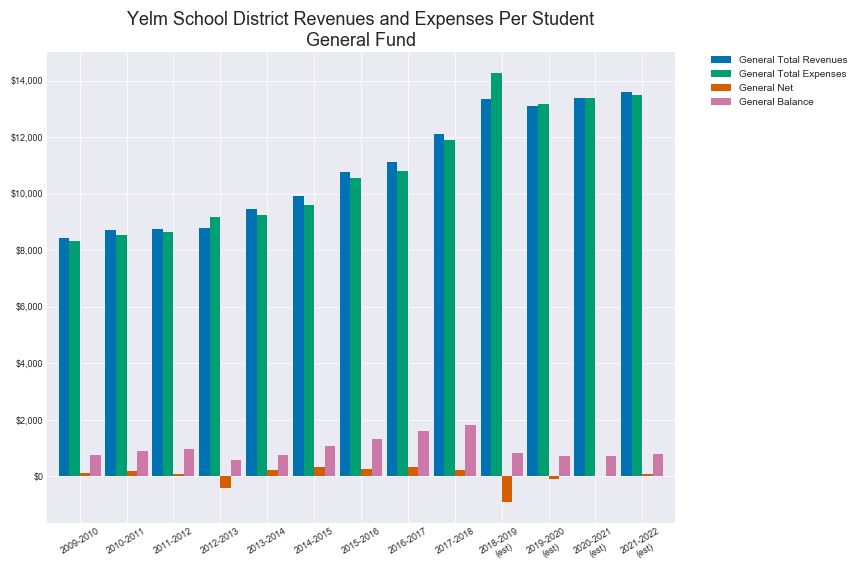 Yelm School District Revenues and Expenses Per Student
General Fund
General Total Revenues
General Total Expenses
General Net
General Balance
$14,000
$12,000
$10,000
$8,000
$6,000
$4,000
$2,000
$0
2009-2010
2010-2011
2011-2012
2012-2013
2013-2014
2014-2015
2015-2016
2016-2017
2017-2018
2018-2019
(est)
2019-2020
(est)
2020-2021
(est)
2021-2022
(est)